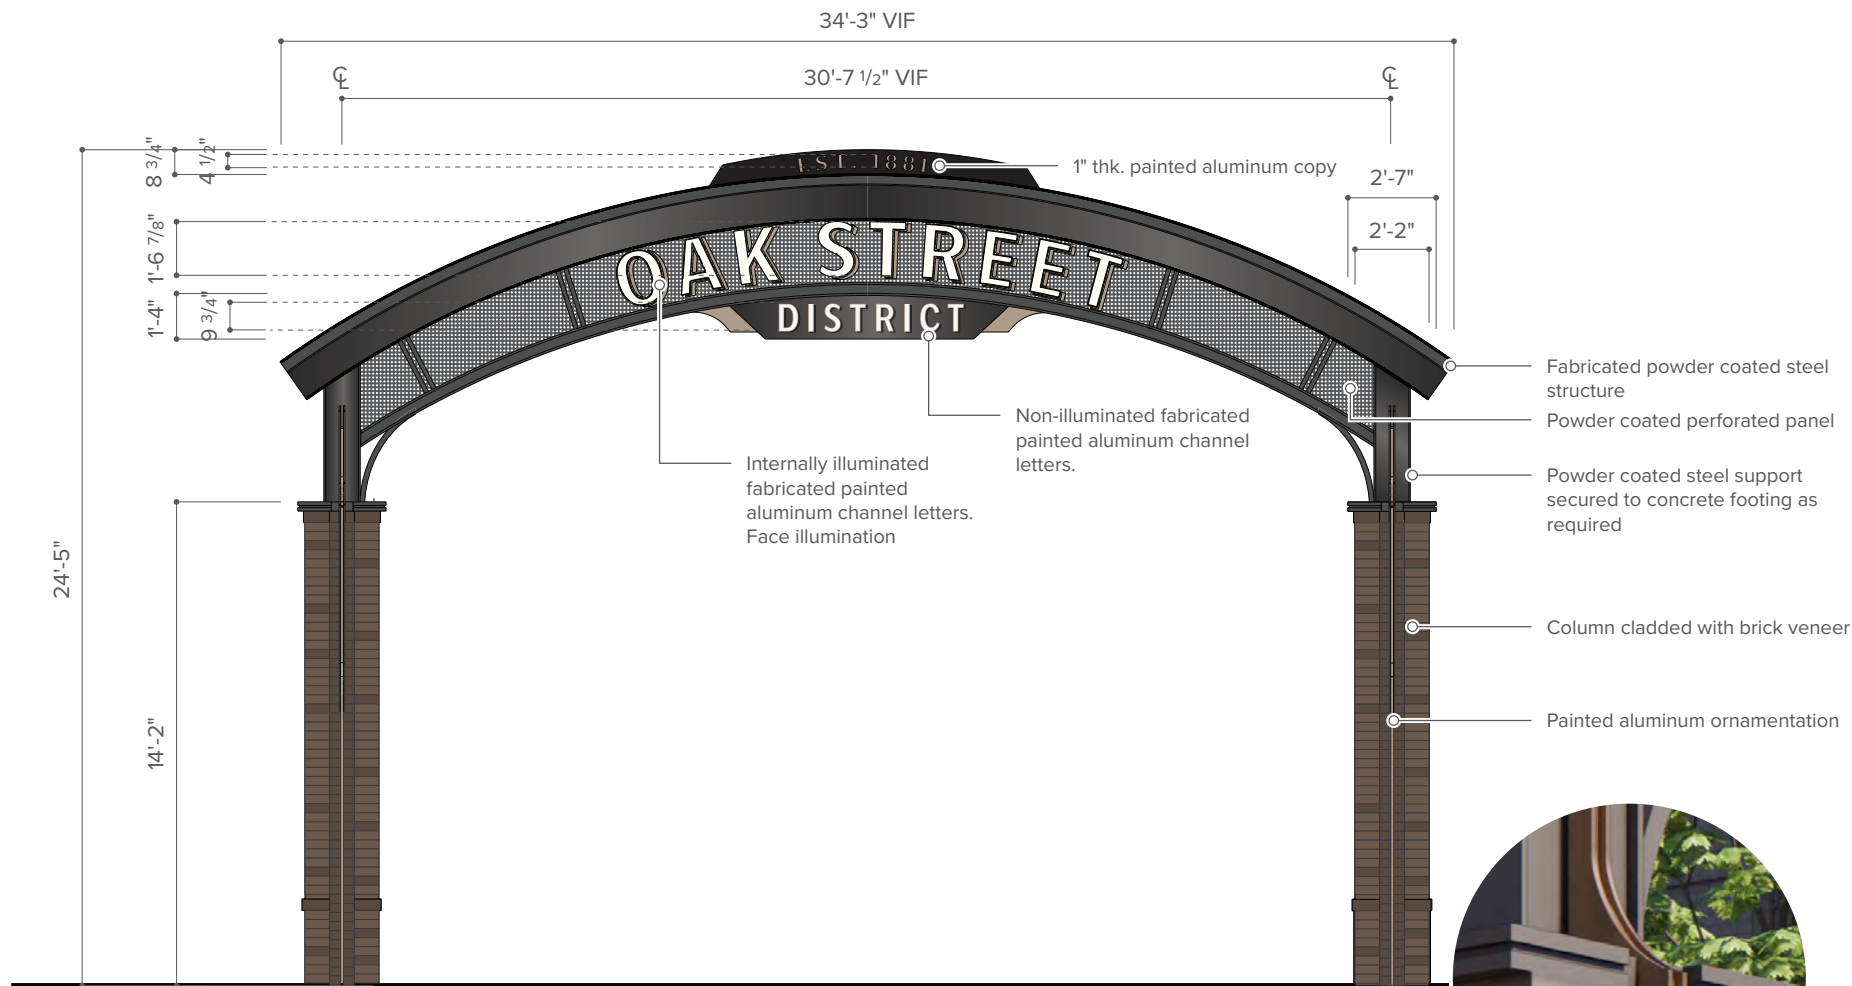 34'-3" VIF
℄
30'-7 1/2" VIF
℄
8 3/4"
4 1/2"
EST. 1881
1" thk. painted aluminum copy
2'-7"
2'-2"
1'-6 7/8"
OAK STREET
1'-4"
9 3/4"
DISTRICT
Fabricated powder coated steel
structure
Powder coated perforated panel
Non-illuminated fabricated
painted aluminum channel
letters.
Internally illuminated
fabricated painted
aluminum channel letters.
Face illumination
Powder coated steel support
secured to concrete footing as
required
24'-5"
14'-2"
Column cladded with brick veneer
Painted aluminum ornamentation